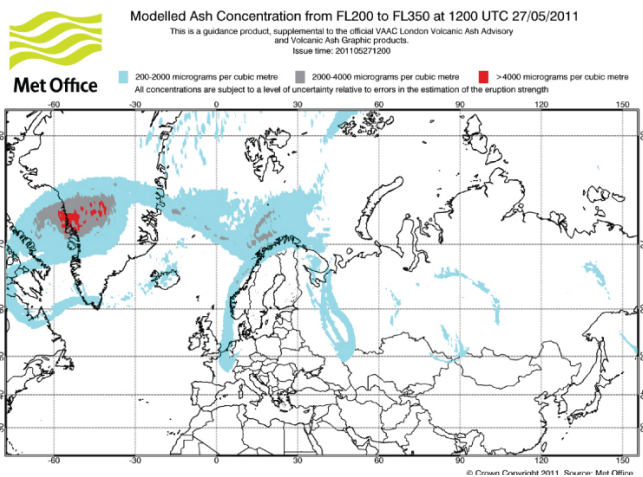 Modelled Ash Concentration from FL200 to FL350 at 1200 UTC 27/05/2011
This is a guidance product, supplemental to the official VAAC London Volcanic Ash Advisory
and Volcanic Ash Graphic products.
Issue time: 201105271200
Met Office
200-2000 micrograms per cubic metre 2000-4000 micrograms per cubic metre >4000 micrograms per cubic metre
All concentrations are subject to a level of uncertainty relative to errors in the estimation of the eruption strength
-60 -30 0 30 60 90 120 150
-60 -30 0 30 60 90 120 150
© Crown Copyright 2011. Source: Met Office